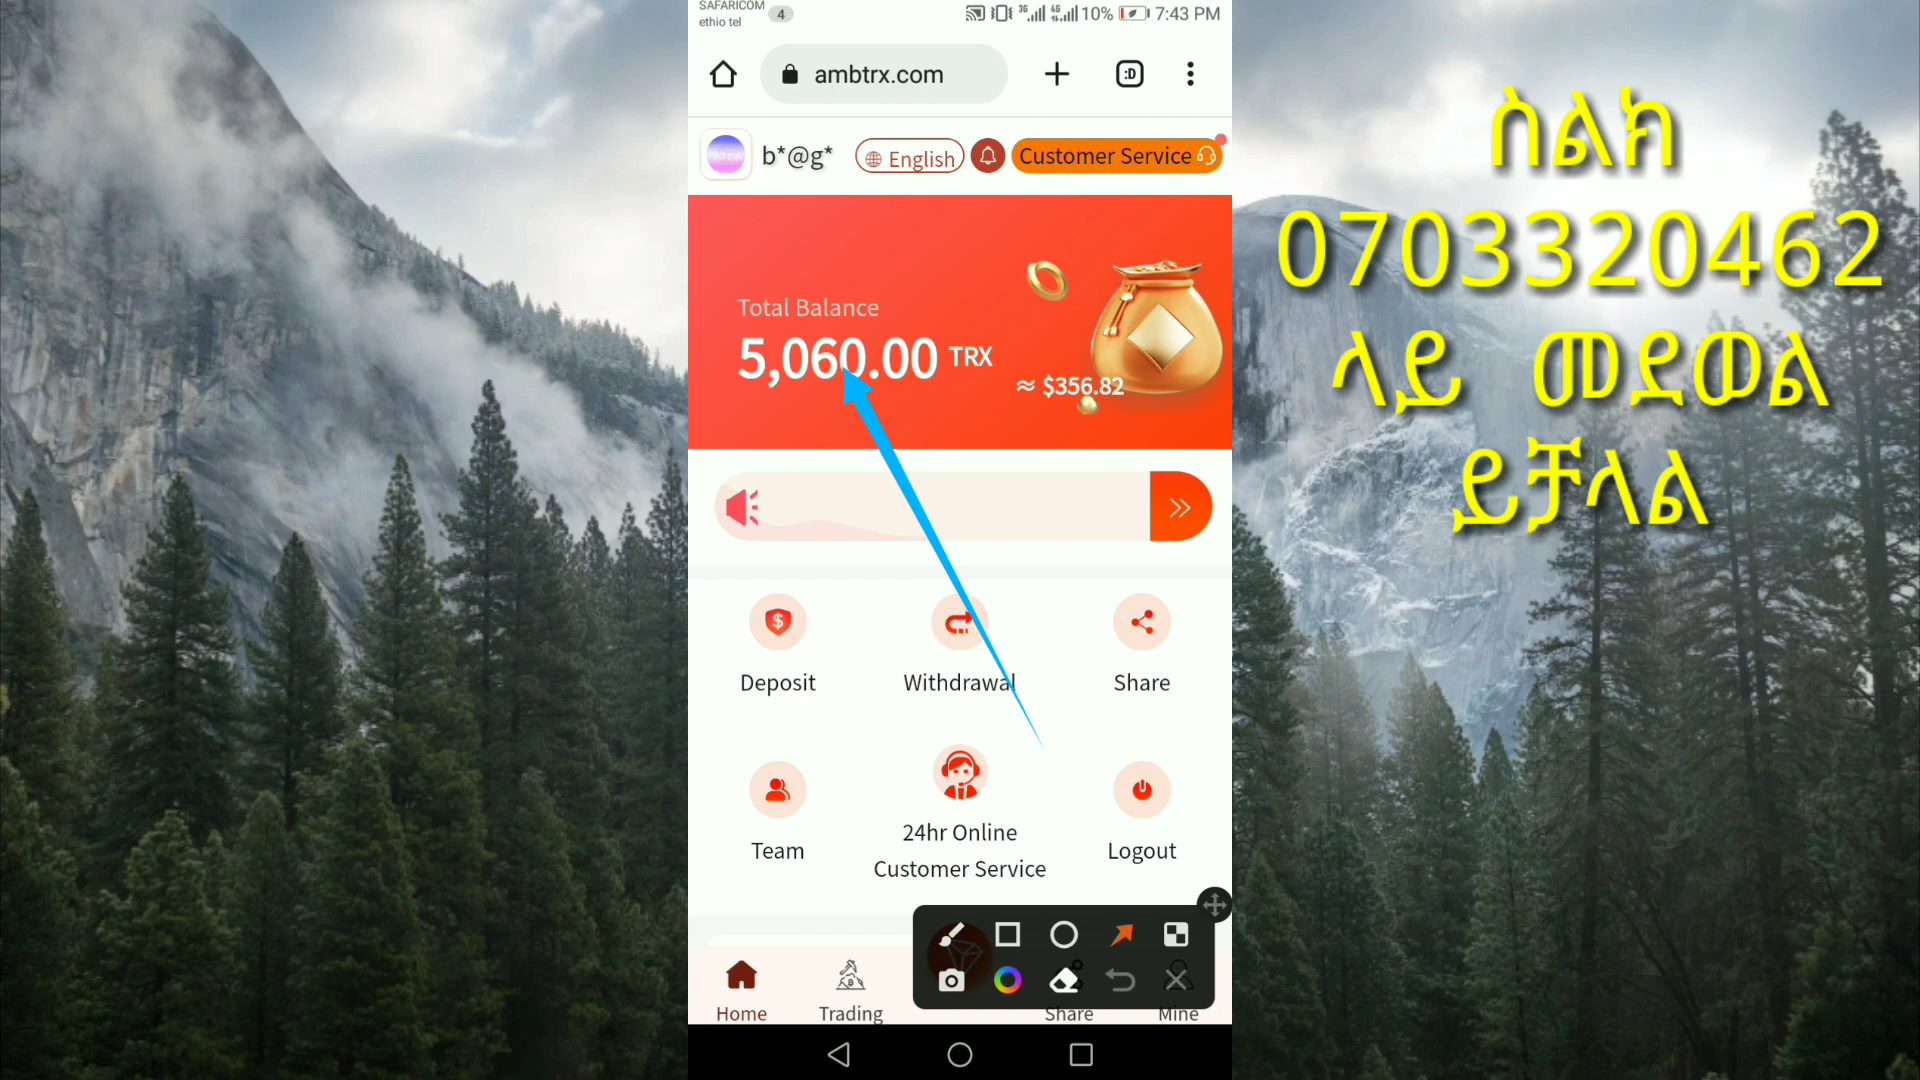 SAFARICOM
ethio tel
4
3G
4G
10%
7:43 PM
ambtrx.com
:D
b*@g*
English
Customer Service
Total Balance
5,060.00 TRX
≈ $356.82
Deposit
Withdrawal
Share
Team
24hr Online
Customer Service
Logout
Home
Trading
Share
Mine
ስልክ
0703320462
ላይ መደወል
ይቻላል